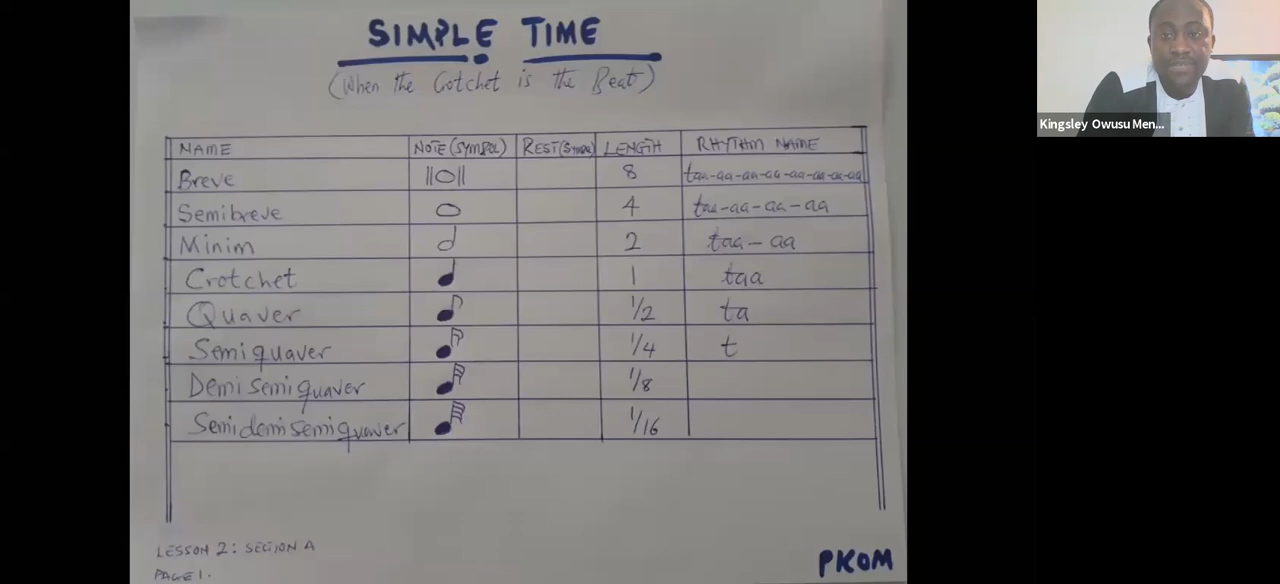 SIMPLE TIME
(When the Crotchet is the Beat)
NAME NOTE (SYMBOL) REST (SYMBOL) LENGTH RHYTHM NAME
Breve 8 taa-aa-aa-aa-aa-aa-aa-aa
Semibreve 4 taa-aa-aa-aa
Minim 2 taa-aa
Crotchet 1 taa
Quaver 1/2 ta
Semiquaver 1/4 t
Demisemiquaver 1/8
Semidemisemiquaver 1/16
LESSON 2: SECTION A
PAGE 1.
PKOM
Kingsley Owusu Men...